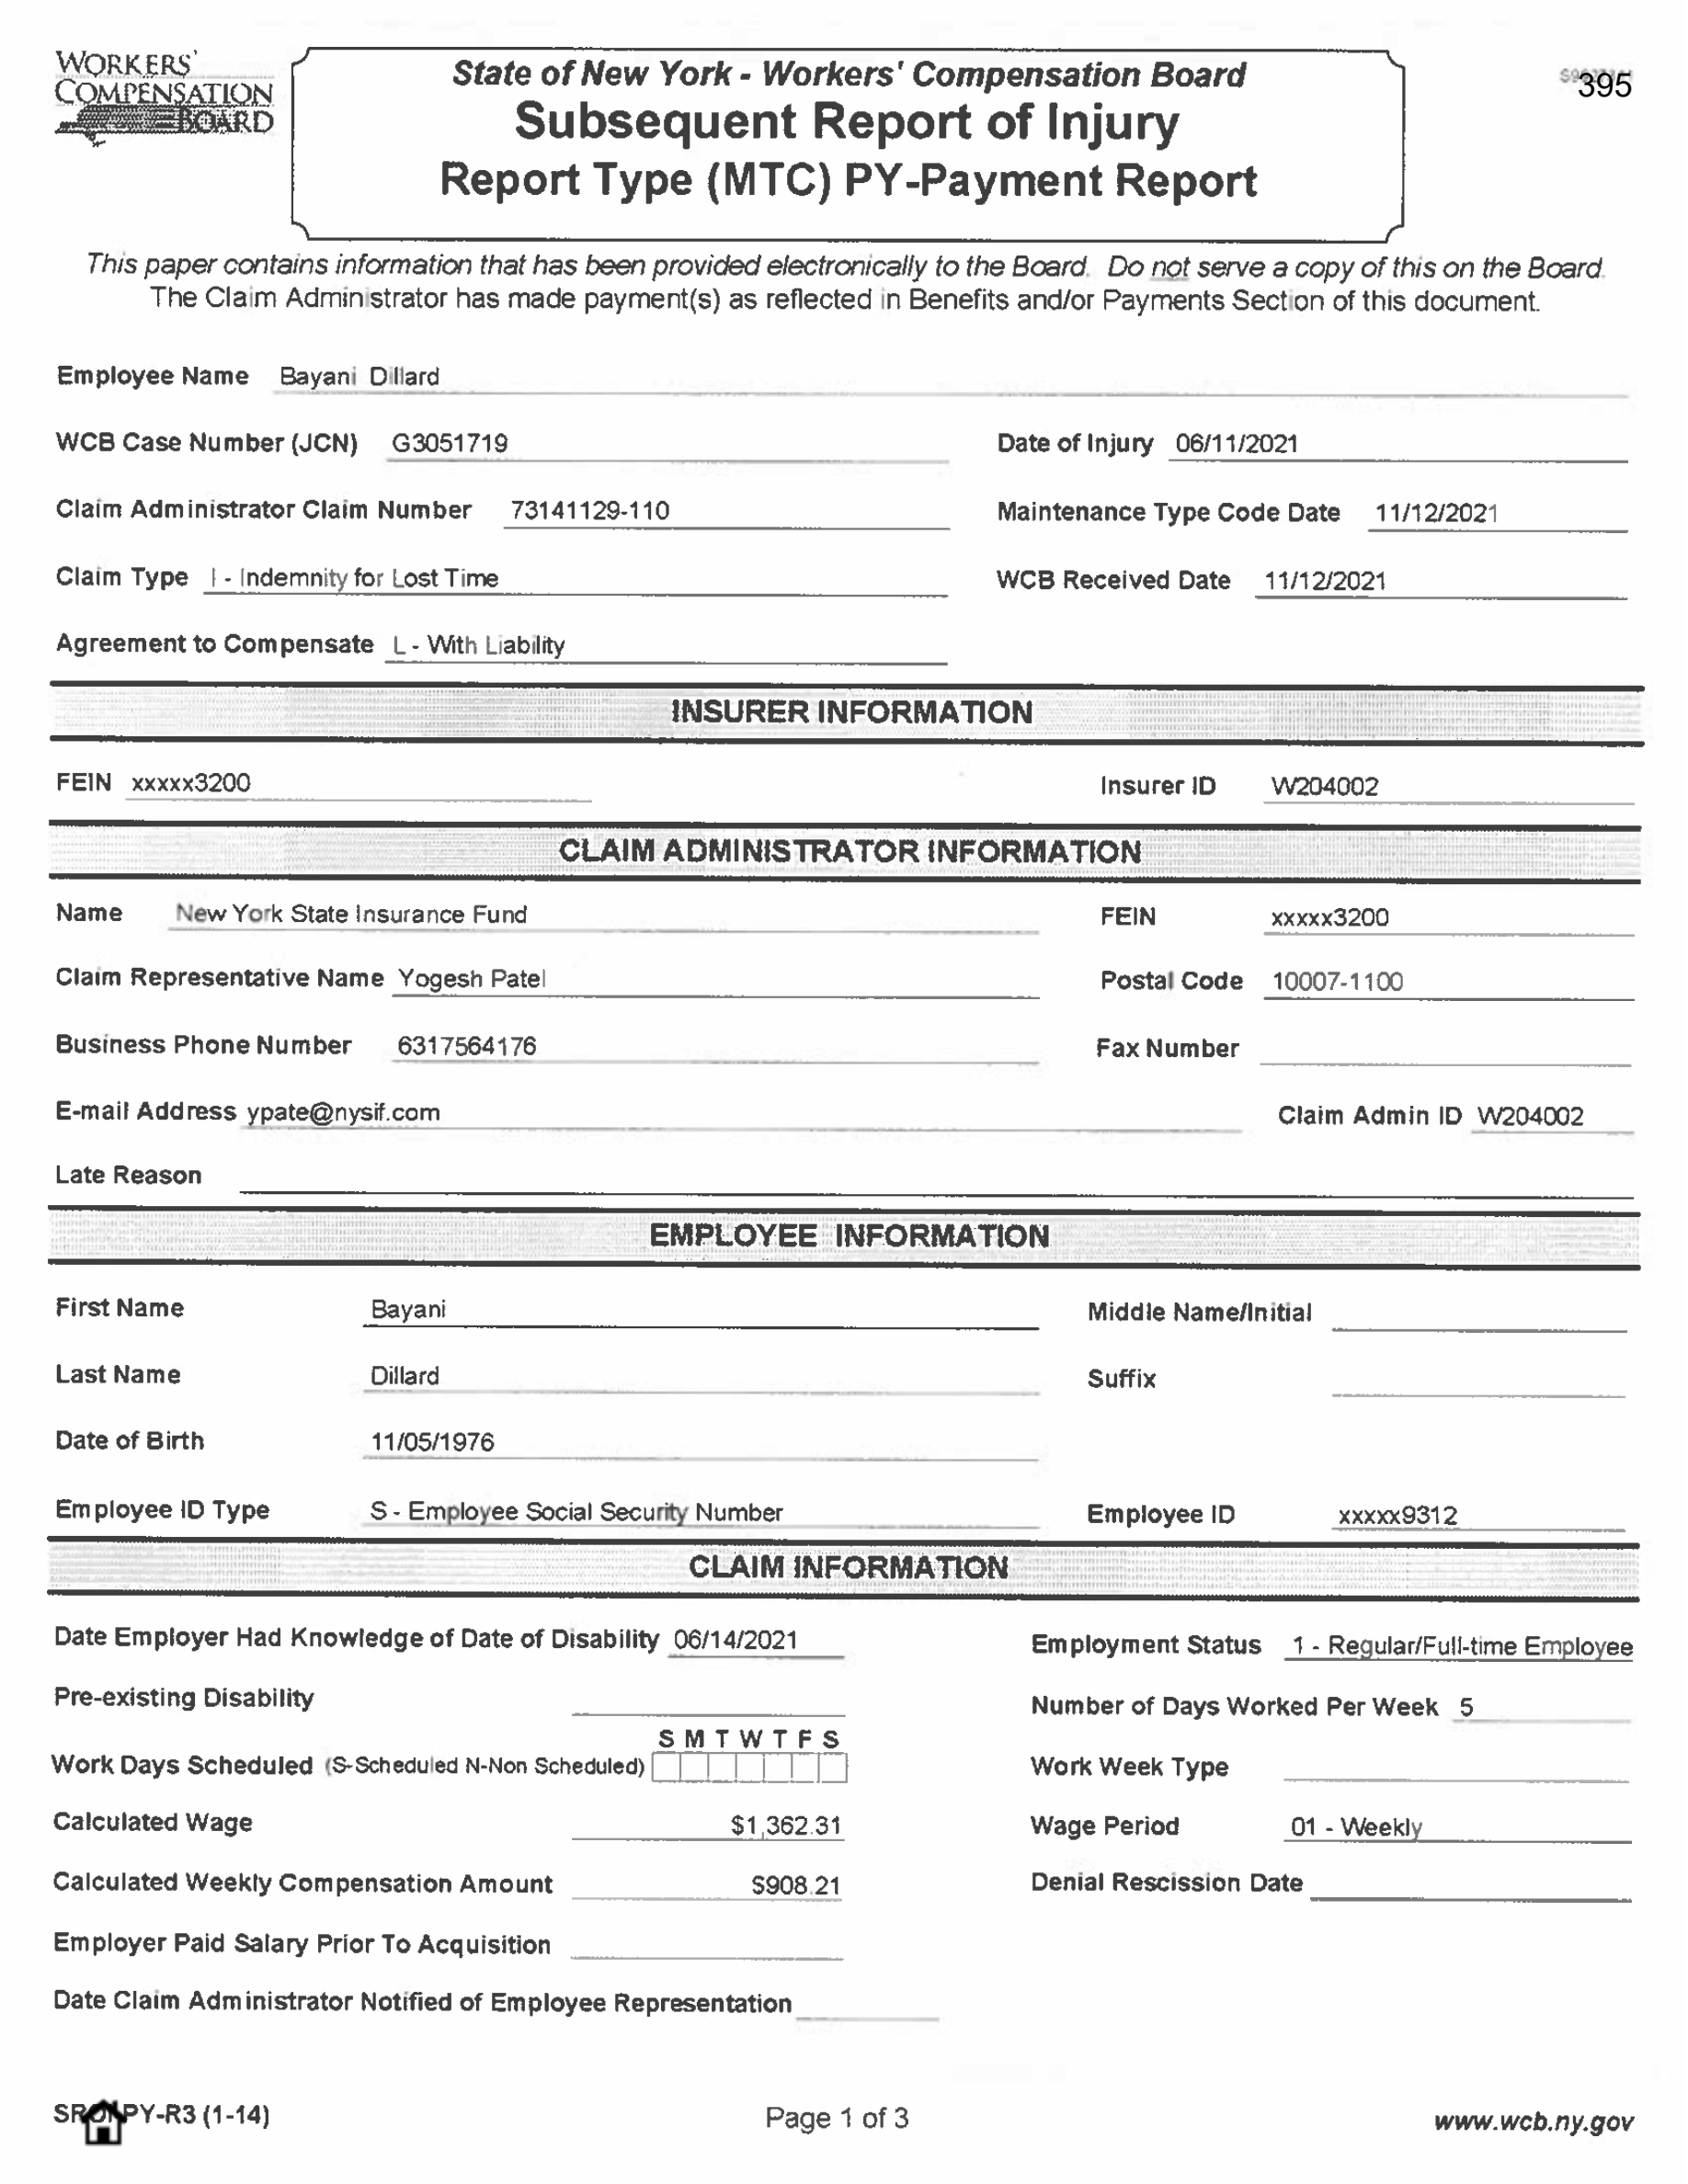 WORKERS'
COMPENSATION
BOARD
State of New York - Workers' Compensation Board
Subsequent Report of Injury
Report Type (MTC) PY-Payment Report
395
This paper contains information that has been provided electronically to the Board. Do not serve a copy of this on the Board.
The Claim Administrator has made payment(s) as reflected in Benefits and/or Payments Section of this document.
Employee Name Bayani Dillard
WCB Case Number (JCN) G3051719 Date of Injury 06/11/2021
Claim Administrator Claim Number 73141129-110 Maintenance Type Code Date 11/12/2021
Claim Type I - Indemnity for Lost Time WCB Received Date 11/12/2021
Agreement to Compensate L - With Liability
INSURER INFORMATION
FEIN xxxxx3200 Insurer ID W204002
CLAIM ADMINISTRATOR INFORMATION
Name New York State Insurance Fund FEIN xxxxx3200
Claim Representative Name Yogesh Patel Postal Code 10007-1100
Business Phone Number 6317564176 Fax Number
E-mail Address ypate@nysif.com Claim Admin ID W204002
Late Reason
EMPLOYEE INFORMATION
First Name Bayani Middle Name/Initial
Last Name Dillard Suffix
Date of Birth 11/05/1976
Employee ID Type S - Employee Social Security Number Employee ID xxxxx9312
CLAIM INFORMATION
Date Employer Had Knowledge of Date of Disability 06/14/2021 Employment Status 1 - Regular/Full-time Employee
Pre-existing Disability Number of Days Worked Per Week 5
S M T W T F S
Work Days Scheduled (S-Scheduled N-Non Scheduled) Work Week Type
Calculated Wage $1,362.31 Wage Period 01 - Weekly
Calculated Weekly Compensation Amount $908.21 Denial Rescission Date
Employer Paid Salary Prior To Acquisition
Date Claim Administrator Notified of Employee Representation
PY-R3 (1-14) Page 1 of 3 www.wcb.ny.gov